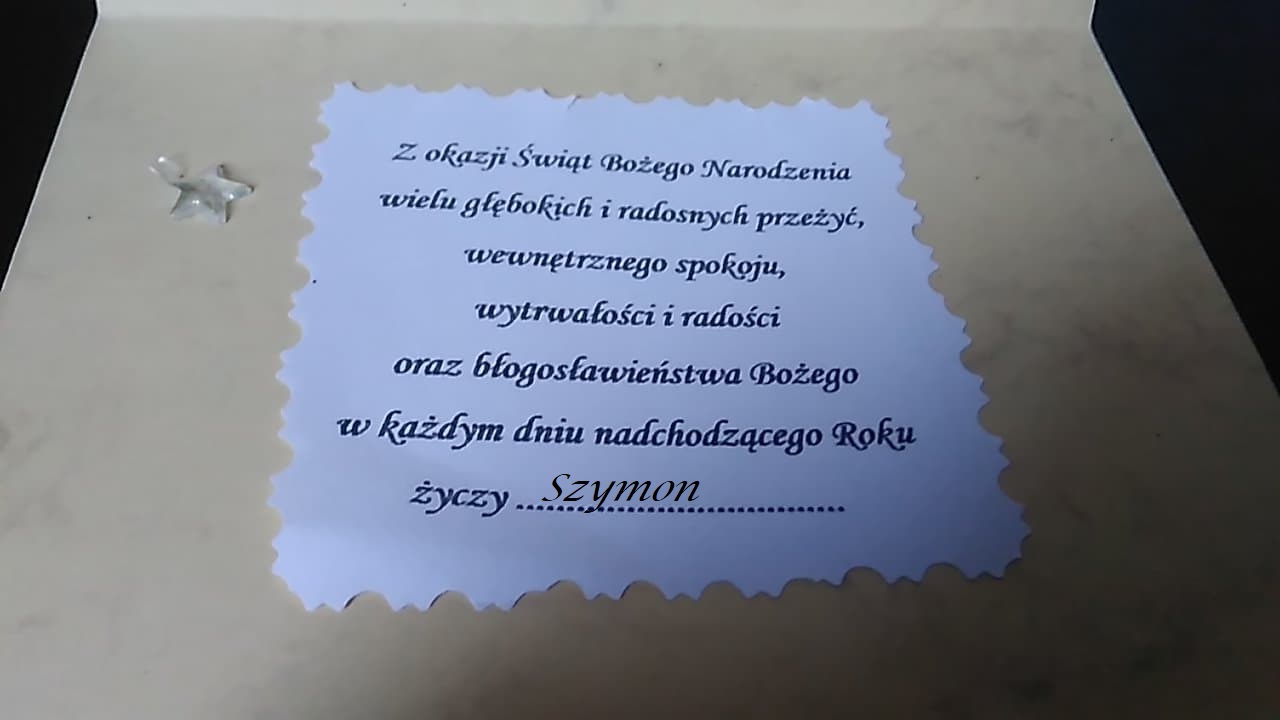 Z okazji Świąt Bożego Narodzenia
wielu głębokich i radosnych przeżyć,
wewnętrznego spokoju,
wytrwałości i radości
oraz błogosławieństwa Bożego
w każdym dniu nadchodzącego Roku
życzy ...Szymon..............................